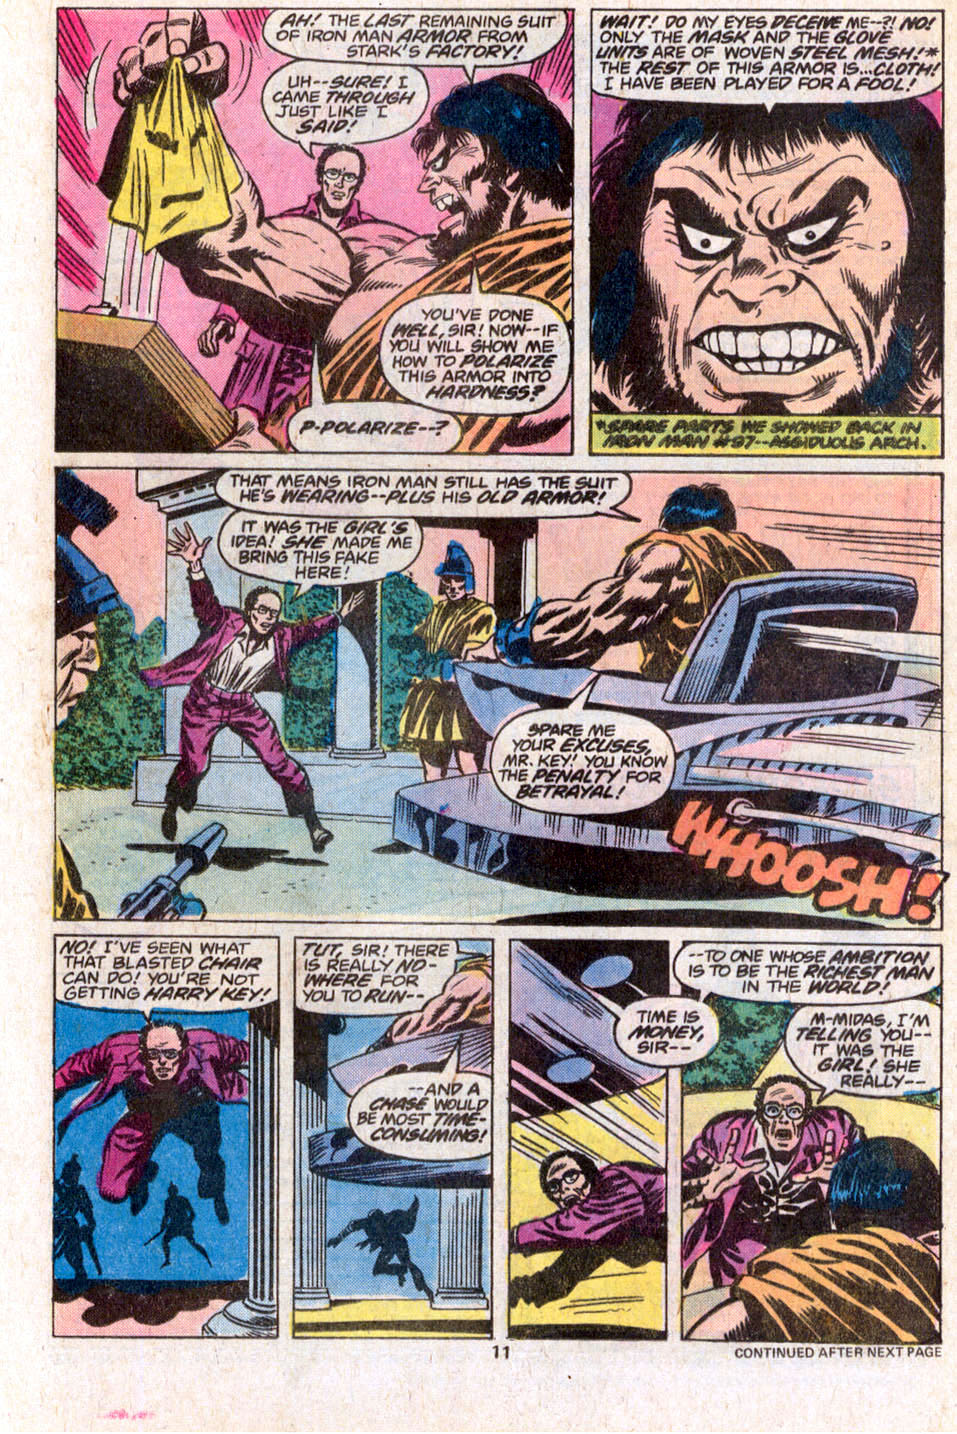 AH! THE LAST REMAINING SUIT
OF IRON MAN ARMOR FROM
STARK'S FACTORY!
UH--SURE! I
CAME THROUGH
JUST LIKE I
SAID!
YOU'VE DONE
WELL, SIR! NOW--IF
YOU WILL SHOW ME
HOW TO POLARIZE
THIS ARMOR INTO
HARDNESS?
P-POLARIZE--?
WAIT! DO MY EYES DECEIVE ME--?! NO!
ONLY THE MASK AND THE GLOVE
UNITS ARE OF WOVEN STEEL MESH!*
THE REST OF THIS ARMOR IS...CLOTH!
I HAVE BEEN PLAYED FOR A FOOL!
*SPARE PARTS WE SHOWED BACK IN
IRON MAN #97--ASSIDUOUS ARCH.
THAT MEANS IRON MAN STILL HAS THE SUIT
HE'S WEARING--PLUS HIS OLD ARMOR!
IT WAS THE GIRL'S
IDEA! SHE MADE ME
BRING THIS FAKE
HERE!
SPARE ME
YOUR EXCUSES,
MR. KEY! YOU KNOW
THE PENALTY FOR
BETRAYAL!
WHOOSH!
NO! I'VE SEEN WHAT
THAT BLASTED CHAIR
CAN DO! YOU'RE NOT
GETTING HARRY KEY!
TUT, SIR! THERE
IS REALLY NO-
WHERE FOR
YOU TO RUN--
--AND A
CHASE WOULD
BE MOST TIME-
CONSUMING!
TIME IS
MONEY,
SIR--
--TO ONE WHOSE AMBITION
IS TO BE THE RICHEST MAN
IN THE WORLD!
M-MIDAS, I'M
TELLING YOU--
IT WAS THE
GIRL! SHE
REALLY--
11
CONTINUED AFTER NEXT PAGE